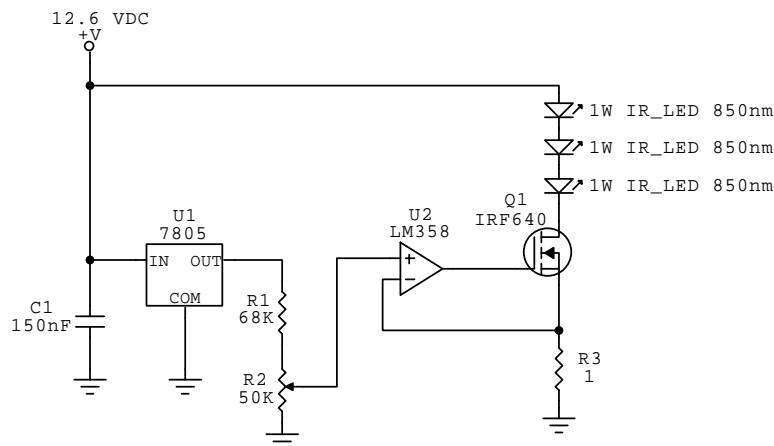 12.6 VDC
+V
1W IR_LED 850nm
1W IR_LED 850nm
1W IR_LED 850nm
Q1
IRF640
U1
7805
IN OUT
COM
U2
LM358
+
−
C1
150nF
R1
68K
R2
50K
R3
1